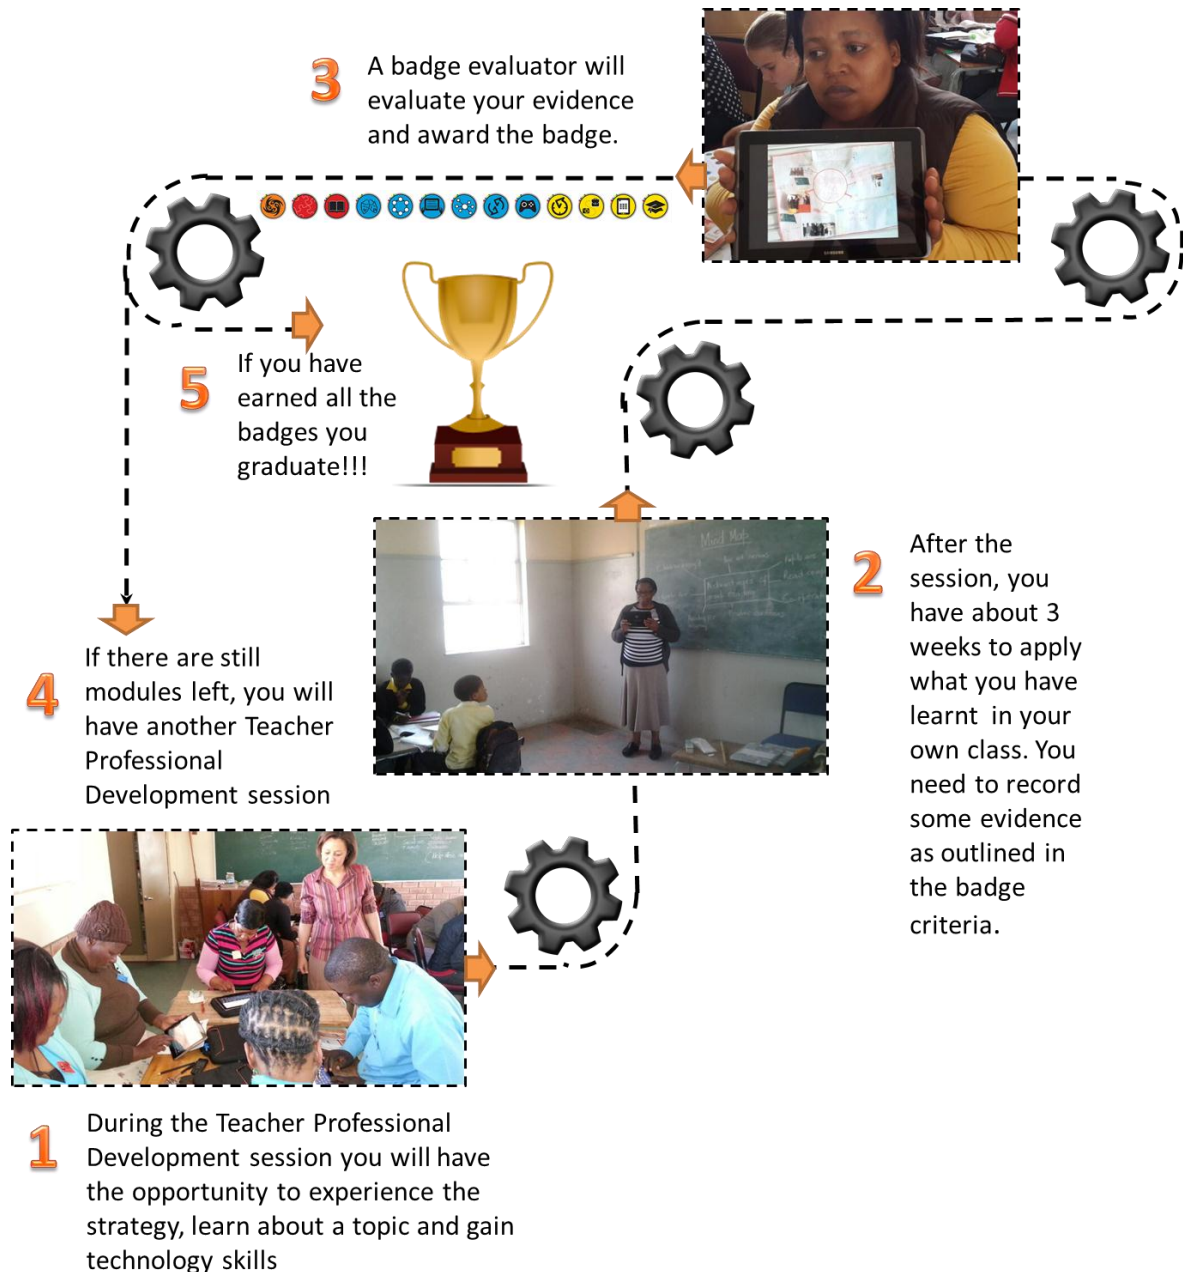 3
A badge evaluator will
evaluate your evidence
and award the badge.
5
If you have
earned all the
badges you
graduate!!!
Mind Map
2
After the
session, you
have about 3
weeks to apply
what you have
learnt in your
own class. You
need to record
some evidence
as outlined in
the badge
criteria.
4
If there are still
modules left, you will
have another Teacher
Professional
Development session
1
During the Teacher Professional
Development session you will have
the opportunity to experience the
strategy, learn about a topic and gain
technology skills